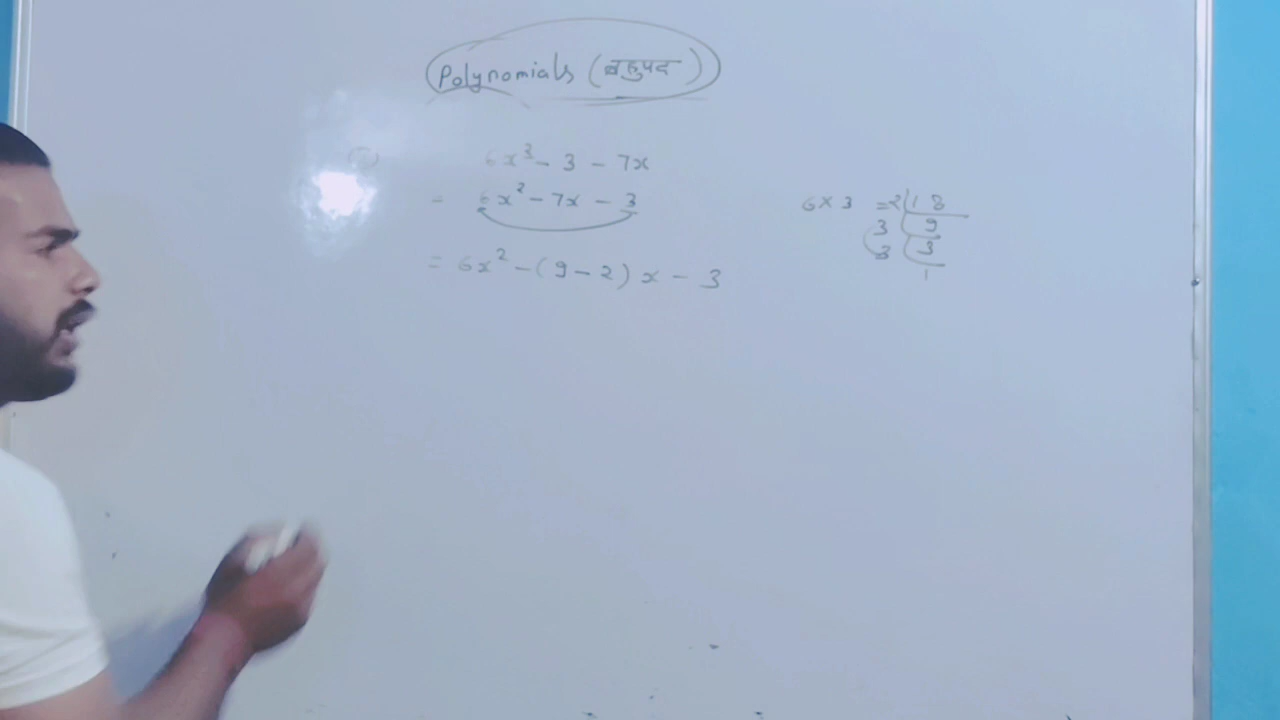 Polynomials (बहुपद)
6x³ - 3 - 7x
= 6x² - 7x - 3
= 6x² - (9 - 2) x - 3
6 × 3 = 2 | 18
3 | 9
3 | 3
1